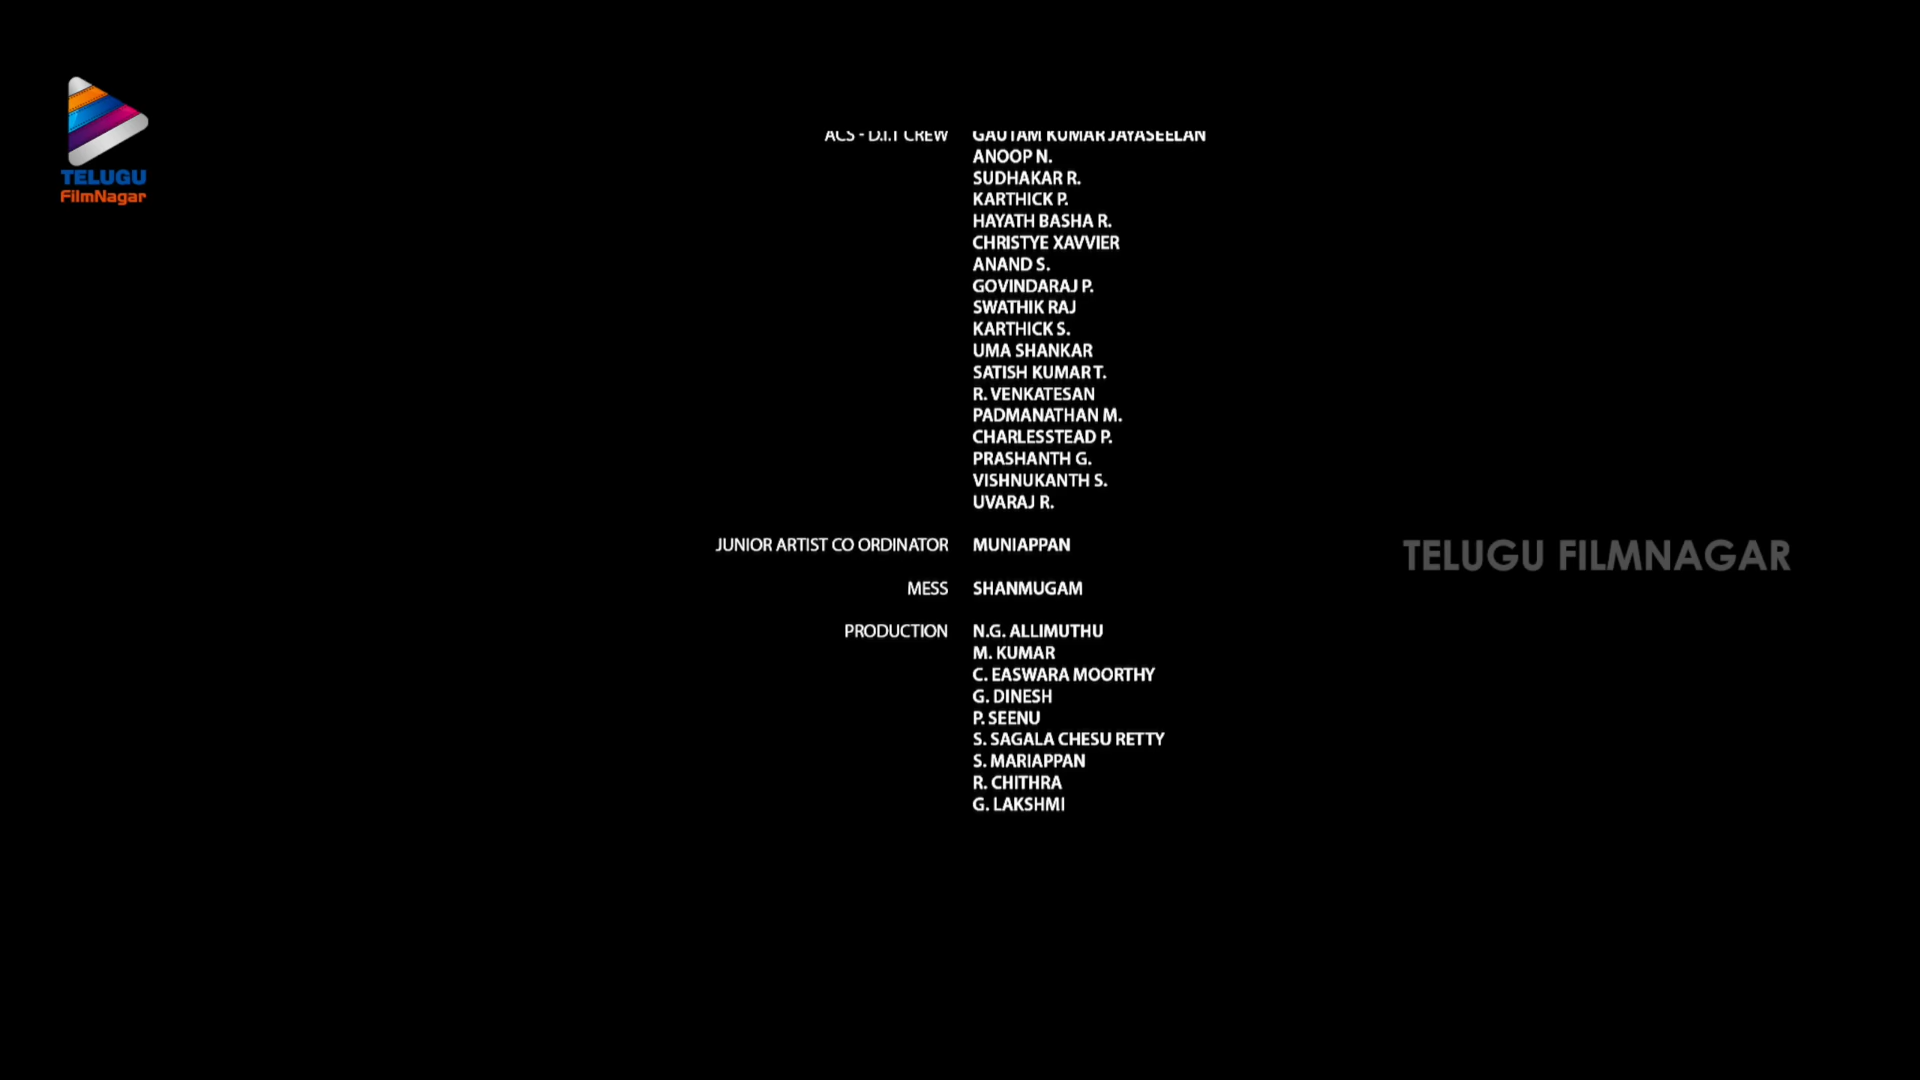 TELUGU
FilmNagar
ACS - D.I.T CREW GAUTAM KUMAR JAYASEELAN
ANOOP N.
SUDHAKAR R.
KARTHICK P.
HAYATH BASHA R.
CHRISTYE XAVVIER
ANAND S.
GOVINDARAJ P.
SWATHIK RAJ
KARTHICK S.
UMA SHANKAR
SATISH KUMAR T.
R. VENKATESAN
PADMANATHAN M.
CHARLESSTEAD P.
PRASHANTH G.
VISHNUKANTH S.
UVARAJ R.
JUNIOR ARTIST CO ORDINATOR MUNIAPPAN
TELUGU FILMNAGAR
MESS SHANMUGAM
PRODUCTION N.G. ALLIMUTHU
M. KUMAR
C. EASWARA MOORTHY
G. DINESH
P. SEENU
S. SAGALA CHESU RETTY
S. MARIAPPAN
R. CHITHRA
G. LAKSHMI